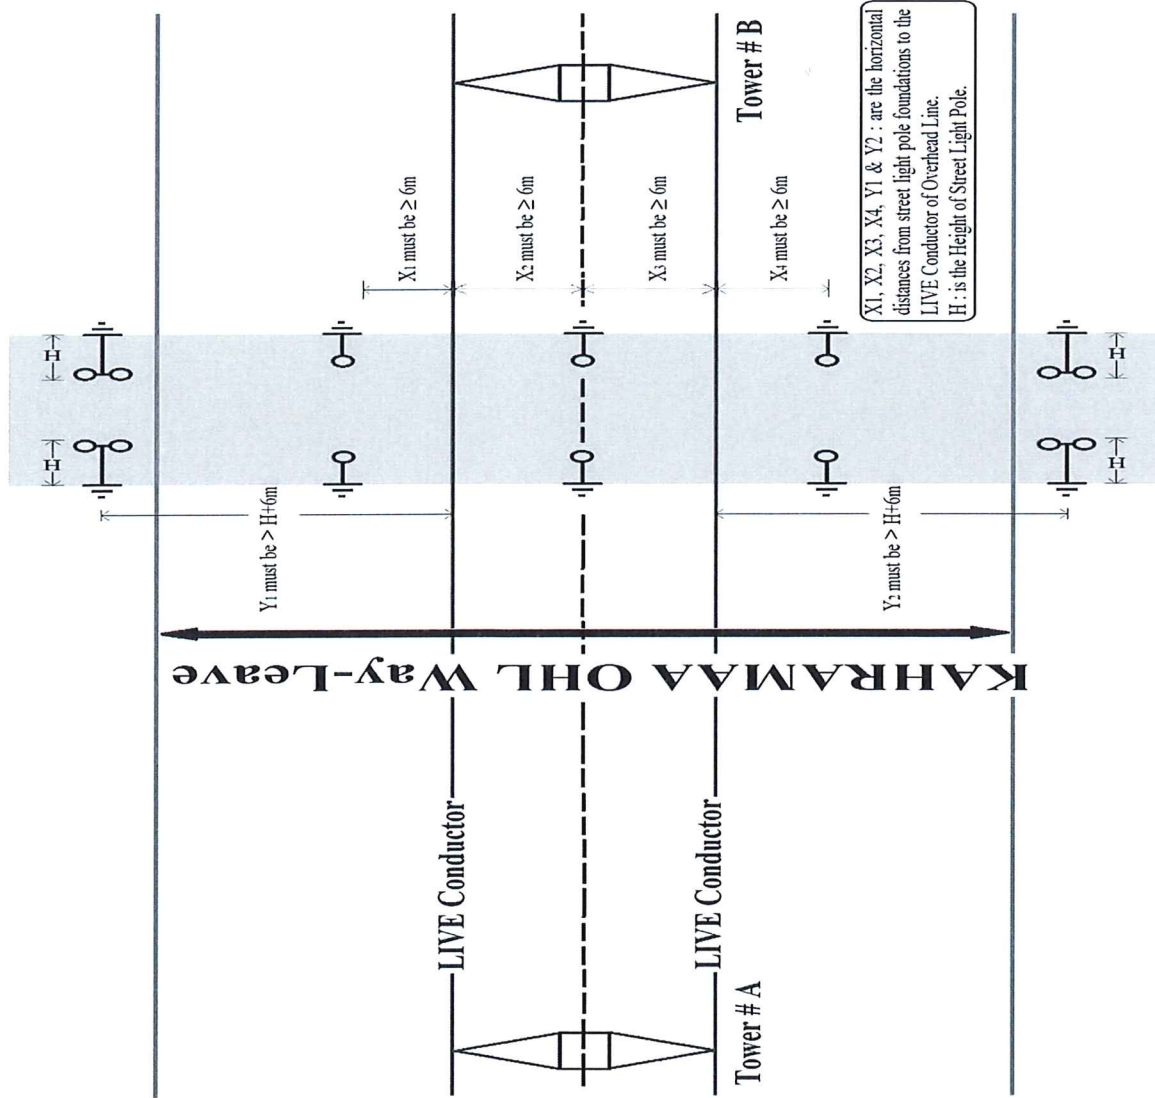 H
H
Y1 must be > H+6m
X1 must be ≥ 6m
X2 must be ≥ 6m
X3 must be ≥ 6m
X4 must be ≥ 6m
Y2 must be > H+6m
H
H
KAHRAMAA OHL Way-Leave
LIVE Conductor
LIVE Conductor
Tower # A
Tower # B
X1, X2, X3, X4, Y1 & Y2 : are the horizontal
distances from street light pole foundations to the
LIVE Conductor of Overhead Line.
H : is the Height of Street Light Pole.